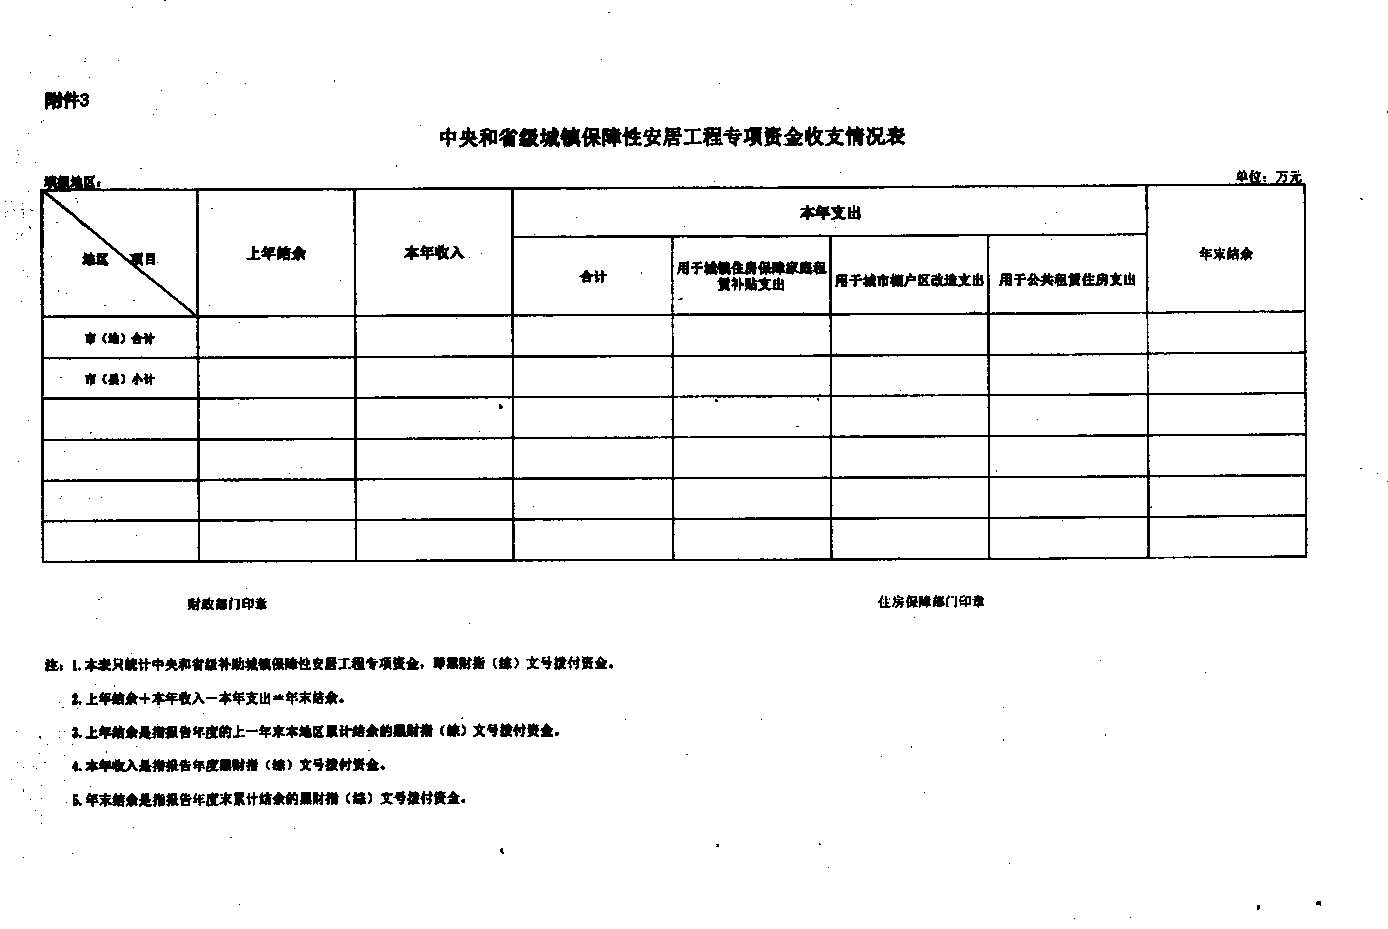 附件3
中央和省级城镇保障性安居工程专项资金收支情况表
填报地区：
单位：万元
地区 项目
上年结余
本年收入
本年支出
年末结余
合计
用于城镇住房保障家庭租
赁补贴支出
用于城市棚户区改造支出
用于公共租赁住房支出
市（地）合计
市（县）小计
财政部门印章
住房保障部门印章
注：1.本表只统计中央和省级补助城镇保障性安居工程专项资金，即黑财指（综）文号拨付资金。
2.上年结余＋本年收入－本年支出＝年末结余。
3.上年结余是指报告年度的上一年末本地区累计结余的黑财指（综）文号拨付资金。
4.本年收入是指报告年度黑财指（综）文号拨付资金。
5.年末结余是指报告年度末累计结余的黑财指（综）文号拨付资金。